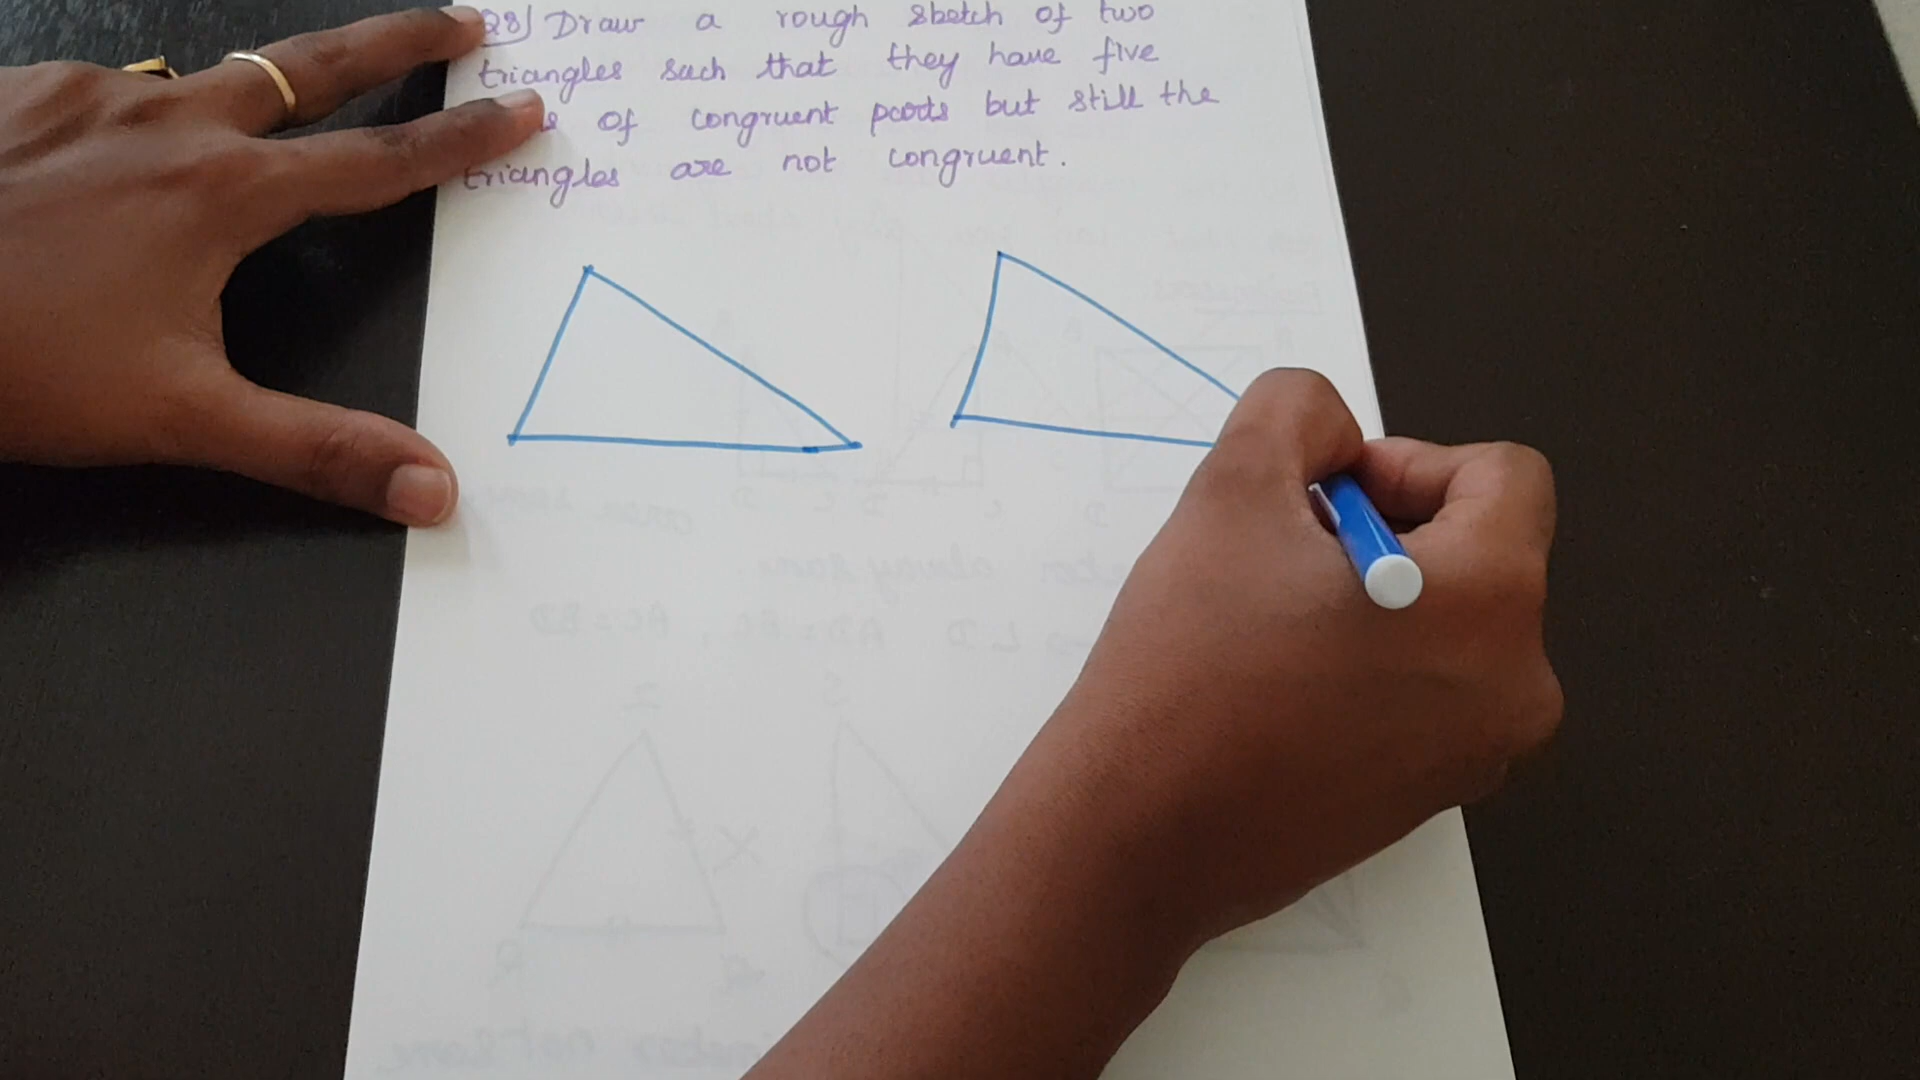 Q8) Draw a rough sketch of two
triangles such that they have five
of congruent parts but still the
triangles are not congruent.